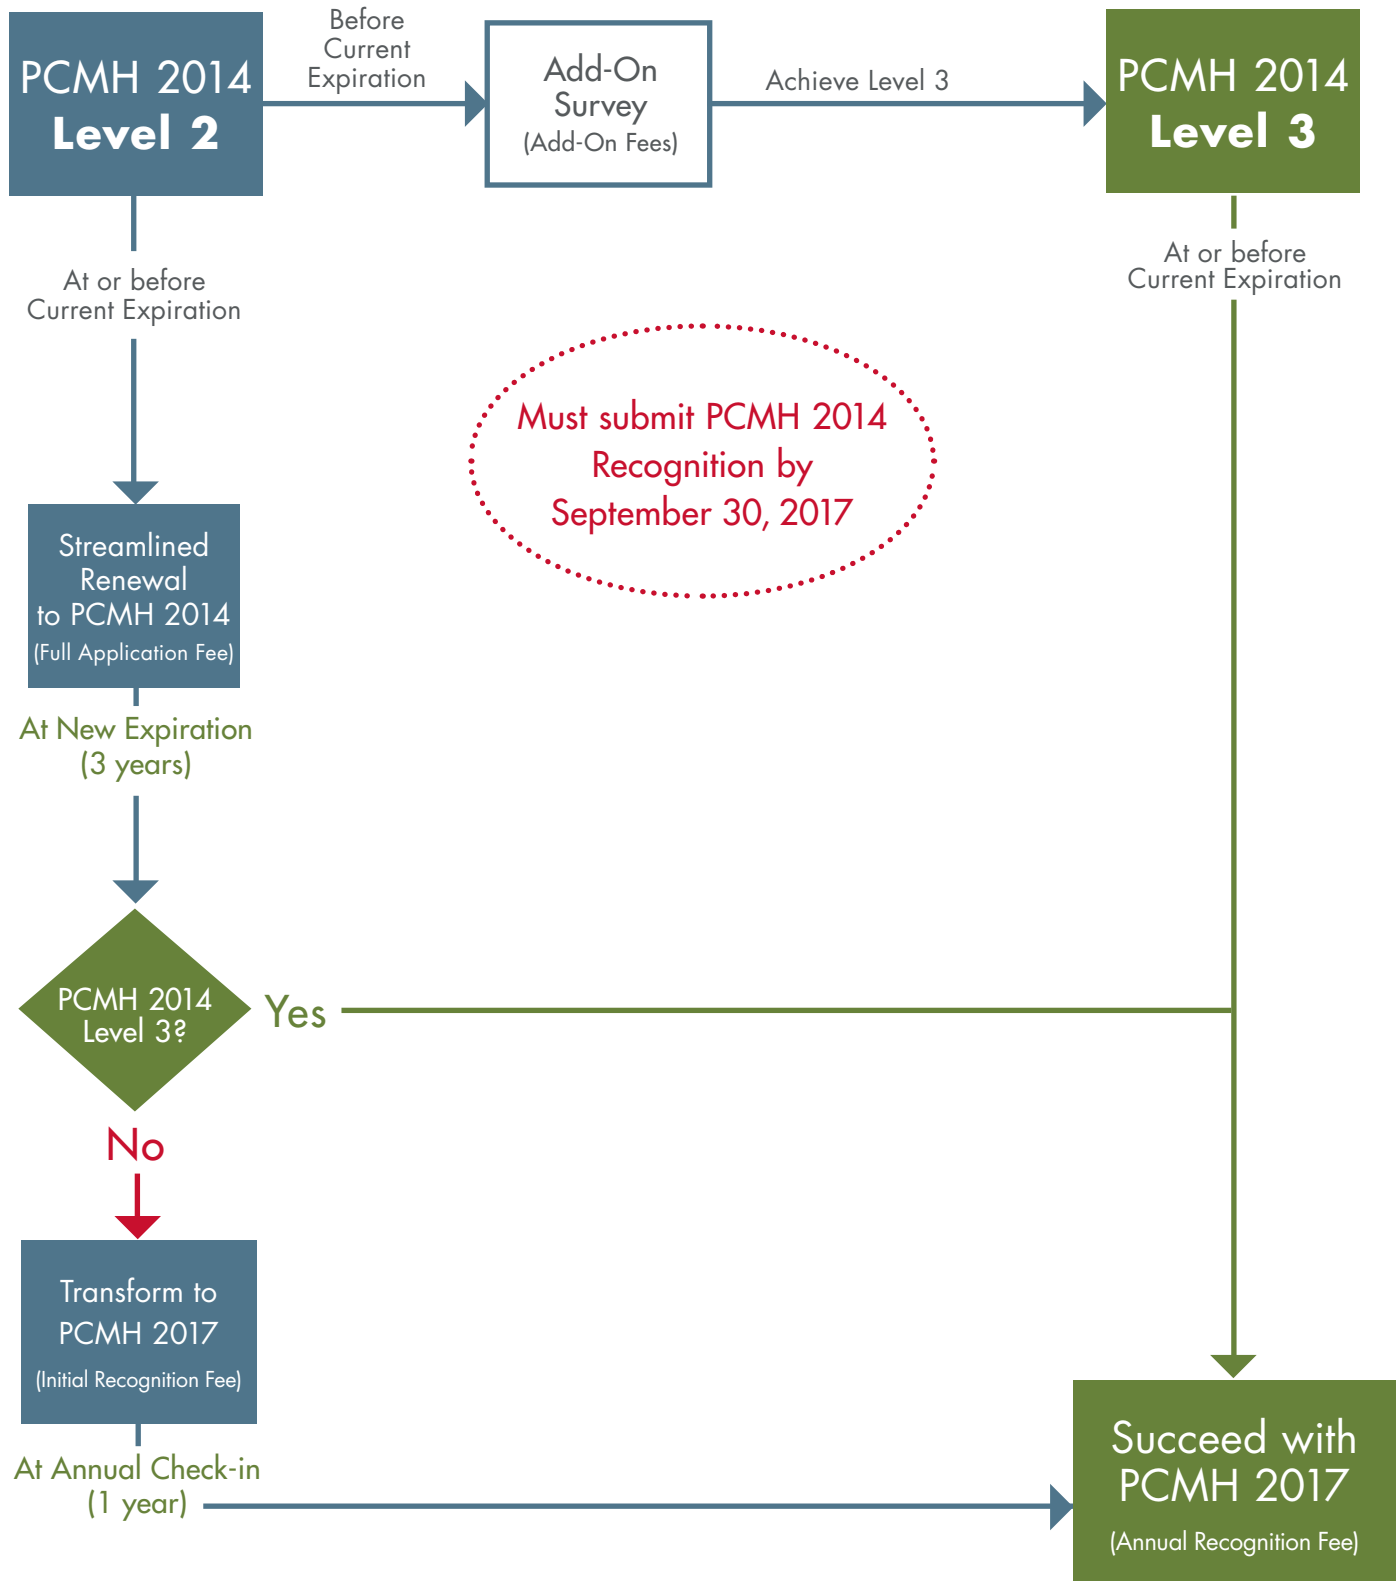 PCMH 2014
Level 2
Before
Current
Expiration
Add-On
Survey
(Add-On Fees)
Achieve Level 3
PCMH 2014
Level 3
At or before
Current Expiration
At or before
Current Expiration
Must submit PCMH 2014
Recognition by
September 30, 2017
Streamlined
Renewal
to PCMH 2014
(Full Application Fee)
At New Expiration
(3 years)
PCMH 2014
Level 3?
Yes
No
Transform to
PCMH 2017
(Initial Recognition Fee)
At Annual Check-in
(1 year)
Succeed with
PCMH 2017
(Annual Recognition Fee)